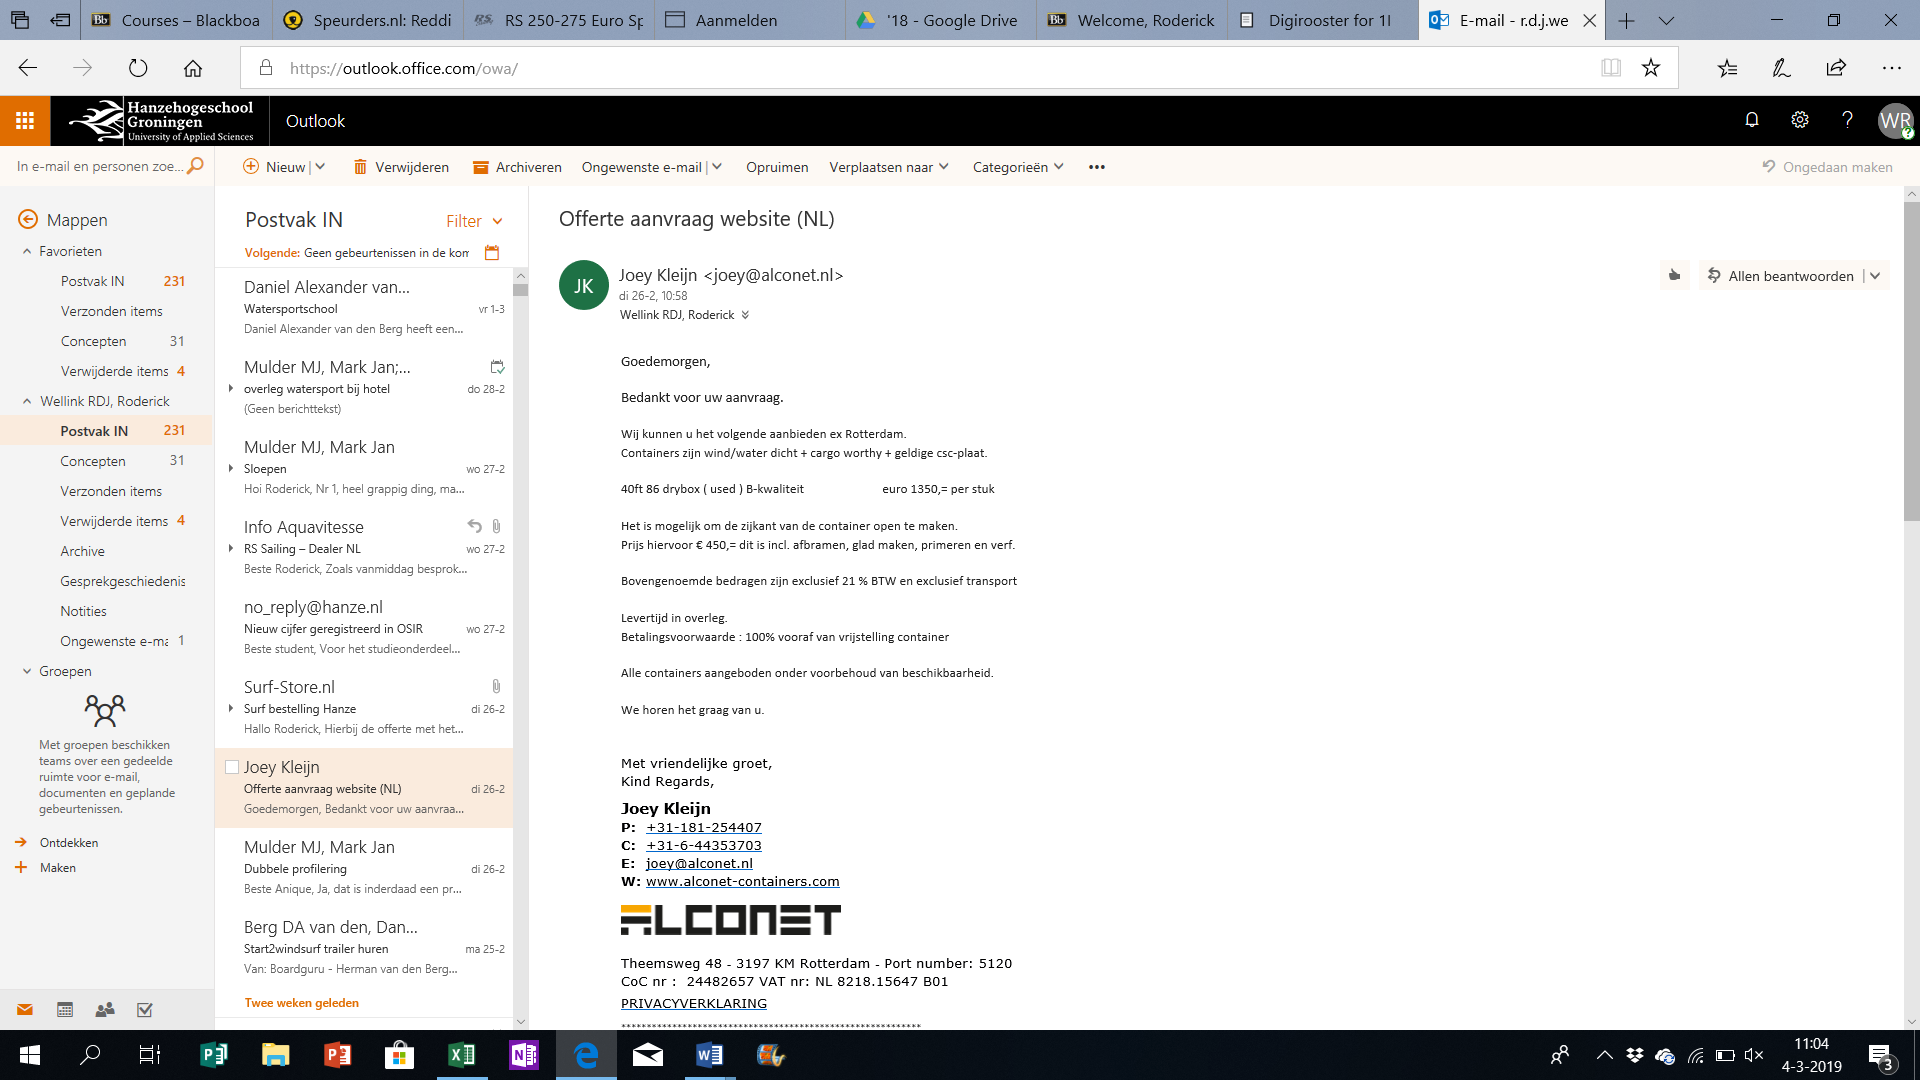 Courses – Blackboa
Speurders.nl: Reddi
RS 250-275 Euro Sp
Aanmelden
'18 - Google Drive
Welcome, Roderick
Digirooster for 1I
E-mail - r.d.j.we
https://outlook.office.com/owa/
Hanzehogeschool
Groningen
University of Applied Sciences
Outlook
WR
In e-mail en personen zoe...
Nieuw
Verwijderen
Archiveren
Ongewenste e-mail
Opruimen
Verplaatsen naar
Categorieën
Ongedaan maken
Mappen
Favorieten
Postvak IN 231
Verzonden items
Concepten 31
Verwijderde items 4
Wellink RDJ, Roderick
Postvak IN 231
Concepten 31
Verzonden items
Verwijderde items 4
Archive
Gesprekgeschiedenis
Notities
Ongewenste e-ma 1
Groepen
Met groepen beschikken
teams over een gedeelde
ruimte voor e-mail,
documenten en geplande
gebeurtenissen.
Ontdekken
Maken
Postvak IN
Filter
Volgende: Geen gebeurtenissen in de kom
Daniel Alexander van...
Watersportschool vr 1-3
Daniel Alexander van den Berg heeft een...
Mulder MJ, Mark Jan;...
overleg watersport bij hotel do 28-2
(Geen berichttekst)
Mulder MJ, Mark Jan
Sloepen wo 27-2
Hoi Roderick, Nr 1, heel grappig ding, ma...
Info Aquavitesse
RS Sailing – Dealer NL wo 27-2
Beste Roderick, Zoals vanmiddag besprok...
no_reply@hanze.nl
Nieuw cijfer geregistreerd in OSIR wo 27-2
Beste student, Voor het studieonderdeel...
Surf-Store.nl
Surf bestelling Hanze di 26-2
Hallo Roderick, Hierbij de offerte met het...
Joey Kleijn
Offerte aanvraag website (NL) di 26-2
Goedemorgen, Bedankt voor uw aanvraa...
Mulder MJ, Mark Jan
Dubbele profilering di 26-2
Beste Anique, Ja, dat is inderdaad een pr...
Berg DA van den, Dan...
Start2windsurf trailer huren ma 25-2
Van: Boardguru - Herman van den Berg...
Twee weken geleden
Offerte aanvraag website (NL)
JK
Joey Kleijn <joey@alconet.nl>
di 26-2, 10:58
Wellink RDJ, Roderick
Allen beantwoorden
Goedemorgen,
Bedankt voor uw aanvraag.
Wij kunnen u het volgende aanbieden ex Rotterdam.
Containers zijn wind/water dicht + cargo worthy + geldige csc-plaat.
40ft 86 drybox ( used ) B-kwaliteit euro 1350,= per stuk
Het is mogelijk om de zijkant van de container open te maken.
Prijs hiervoor € 450,= dit is incl. afbramen, glad maken, primeren en verf.
Bovengenoemde bedragen zijn exclusief 21 % BTW en exclusief transport
Levertijd in overleg.
Betalingsvoorwaarde : 100% vooraf van vrijstelling container
Alle containers aangeboden onder voorbehoud van beschikbaarheid.
We horen het graag van u.
Met vriendelijke groet,
Kind Regards,
Joey Kleijn
P: +31-181-254407
C: +31-6-44353703
E: joey@alconet.nl
W: www.alconet-containers.com
ALCONET
Theemsweg 48 - 3197 KM Rotterdam - Port number: 5120
CoC nr : 24482657 VAT nr: NL 8218.15647 B01
PRIVACYVERKLARING
11:04
4-3-2019
3